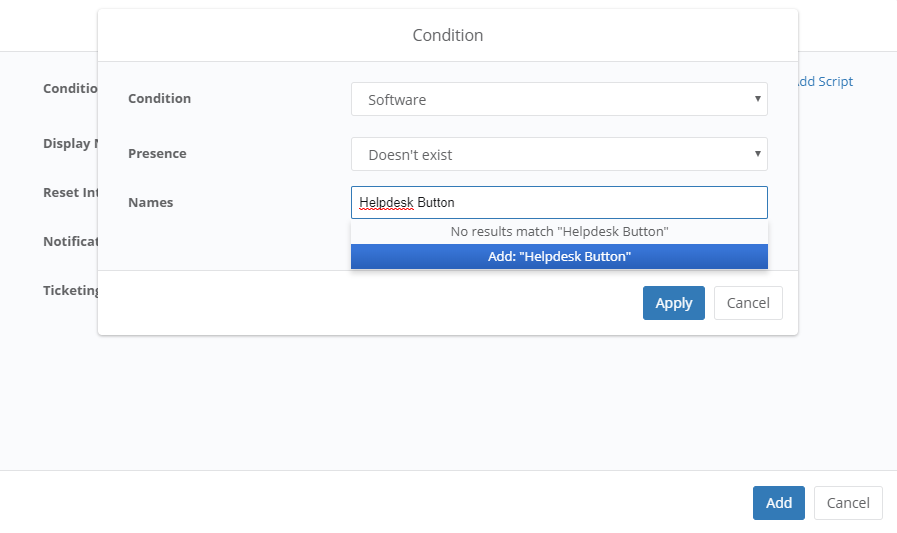 Condition
Conditio
dd Script
Condition
Software
Display
Presence
Doesn't exist
Reset Int
Names
Helpdesk Button
No results match "Helpdesk Button"
Notificat
Add: "Helpdesk Button"
Ticketing
Apply
Cancel
Add
Cancel